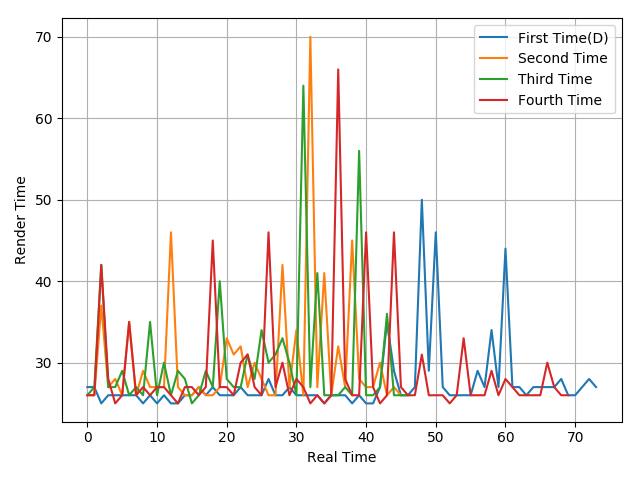 First Time(D)
Second Time
Third Time
Fourth Time
70
60
50
40
30
Render Time
0 10 20 30 40 50 60 70
Real Time